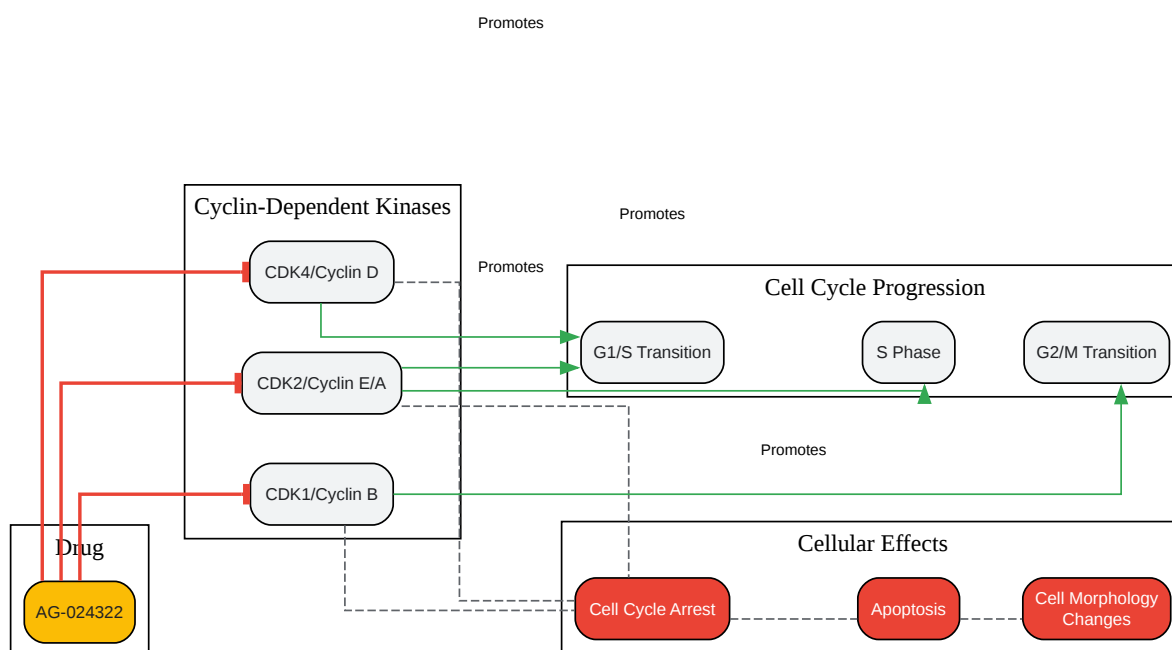 Promotes
Cyclin-Dependent Kinases
Promotes
CDK4/Cyclin D
Promotes
Cell Cycle Progression
G1/S Transition
S Phase
G2/M Transition
CDK2/Cyclin E/A
Promotes
CDK1/Cyclin B
Drug
Cellular Effects
AG-024322
Cell Cycle Arrest
Apoptosis
Cell Morphology
Changes